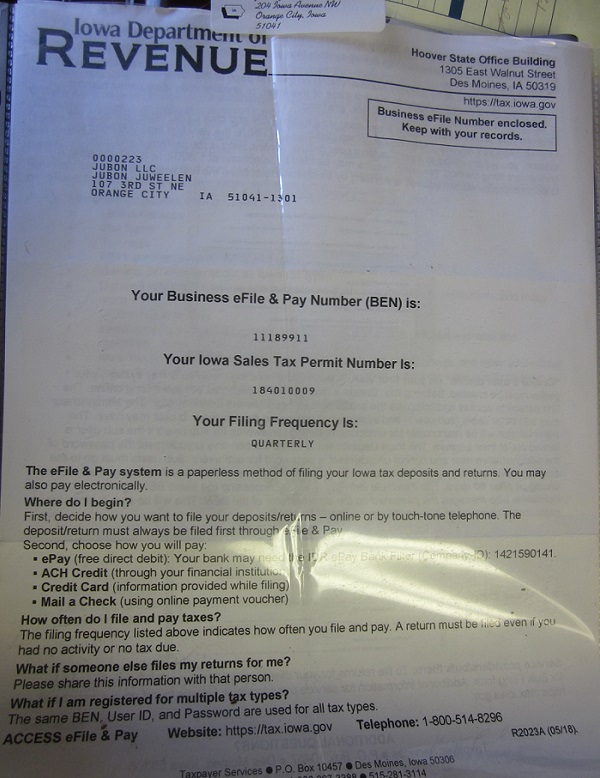 204 Iowa Avenue NW
Orange City, Iowa
51041
Iowa Department of
REVENUE
Hoover State Office Building
1305 East Walnut Street
Des Moines, IA 50319
https://tax.iowa.gov
Business eFile Number enclosed.
Keep with your records.
0000223
JUBON LLC
JUBON JUWEELEN
107 3RD ST NE
ORANGE CITY IA 51041-1301
Your Business eFile & Pay Number (BEN) is:
11189911
Your Iowa Sales Tax Permit Number Is:
184010009
Your Filing Frequency Is:
QUARTERLY
The eFile & Pay system is a paperless method of filing your Iowa tax deposits and returns. You may
also pay electronically.
Where do I begin?
First, decide how you want to file your deposits/returns – online or by touch-tone telephone. The
deposit/return must always be filed first through eFile & Pay
Second, choose how you will pay:
▪ ePay (free direct debit): Your bank may need the IDR ePay Bank (Company ID): 1421590141.
▪ ACH Credit (through your financial institution
▪ Credit Card (information provided while filing)
▪ Mail a Check (using online payment voucher)
How often do I file and pay taxes?
The filing frequency listed above indicates how often you file and pay. A return must be filed even if you
had no activity or no tax due.
What if someone else files my returns for me?
Please share this information with that person.
What if I am registered for multiple tax types?
The same BEN, User ID, and Password are used for all tax types.
ACCESS eFile & Pay Website: https://tax.iowa.gov Telephone: 1-800-514-8296
R2023A (05/18).
Taxpayer Services ● P.O. Box 10457 ● Des Moines, Iowa 50306
● 515-281-3114